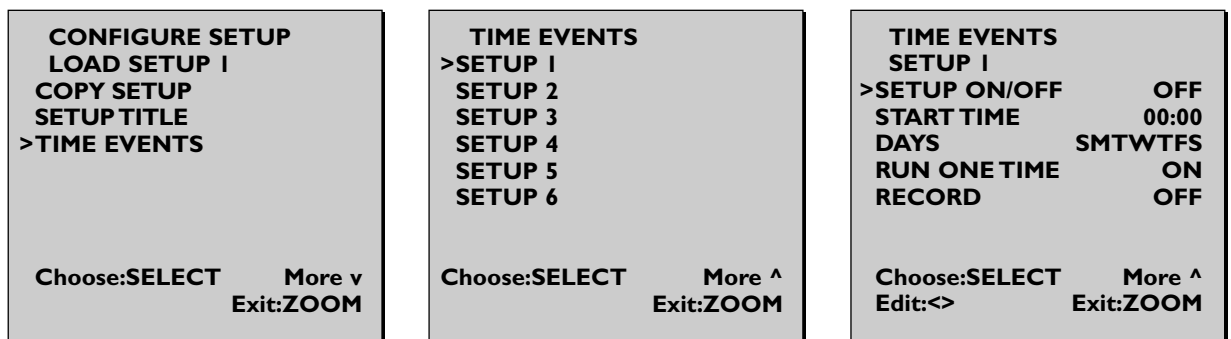 CONFIGURE SETUP
LOAD SETUP 1
COPY SETUP
SETUP TITLE
>TIME EVENTS
Choose:SELECT More v
Exit:ZOOM
TIME EVENTS
>SETUP 1
SETUP 2
SETUP 3
SETUP 4
SETUP 5
SETUP 6
Choose:SELECT More ^
Exit:ZOOM
TIME EVENTS
SETUP 1
>SETUP ON/OFF OFF
START TIME 00:00
DAYS SMTWTFS
RUN ONE TIME ON
RECORD OFF
Choose:SELECT More ^
Edit:<> Exit:ZOOM